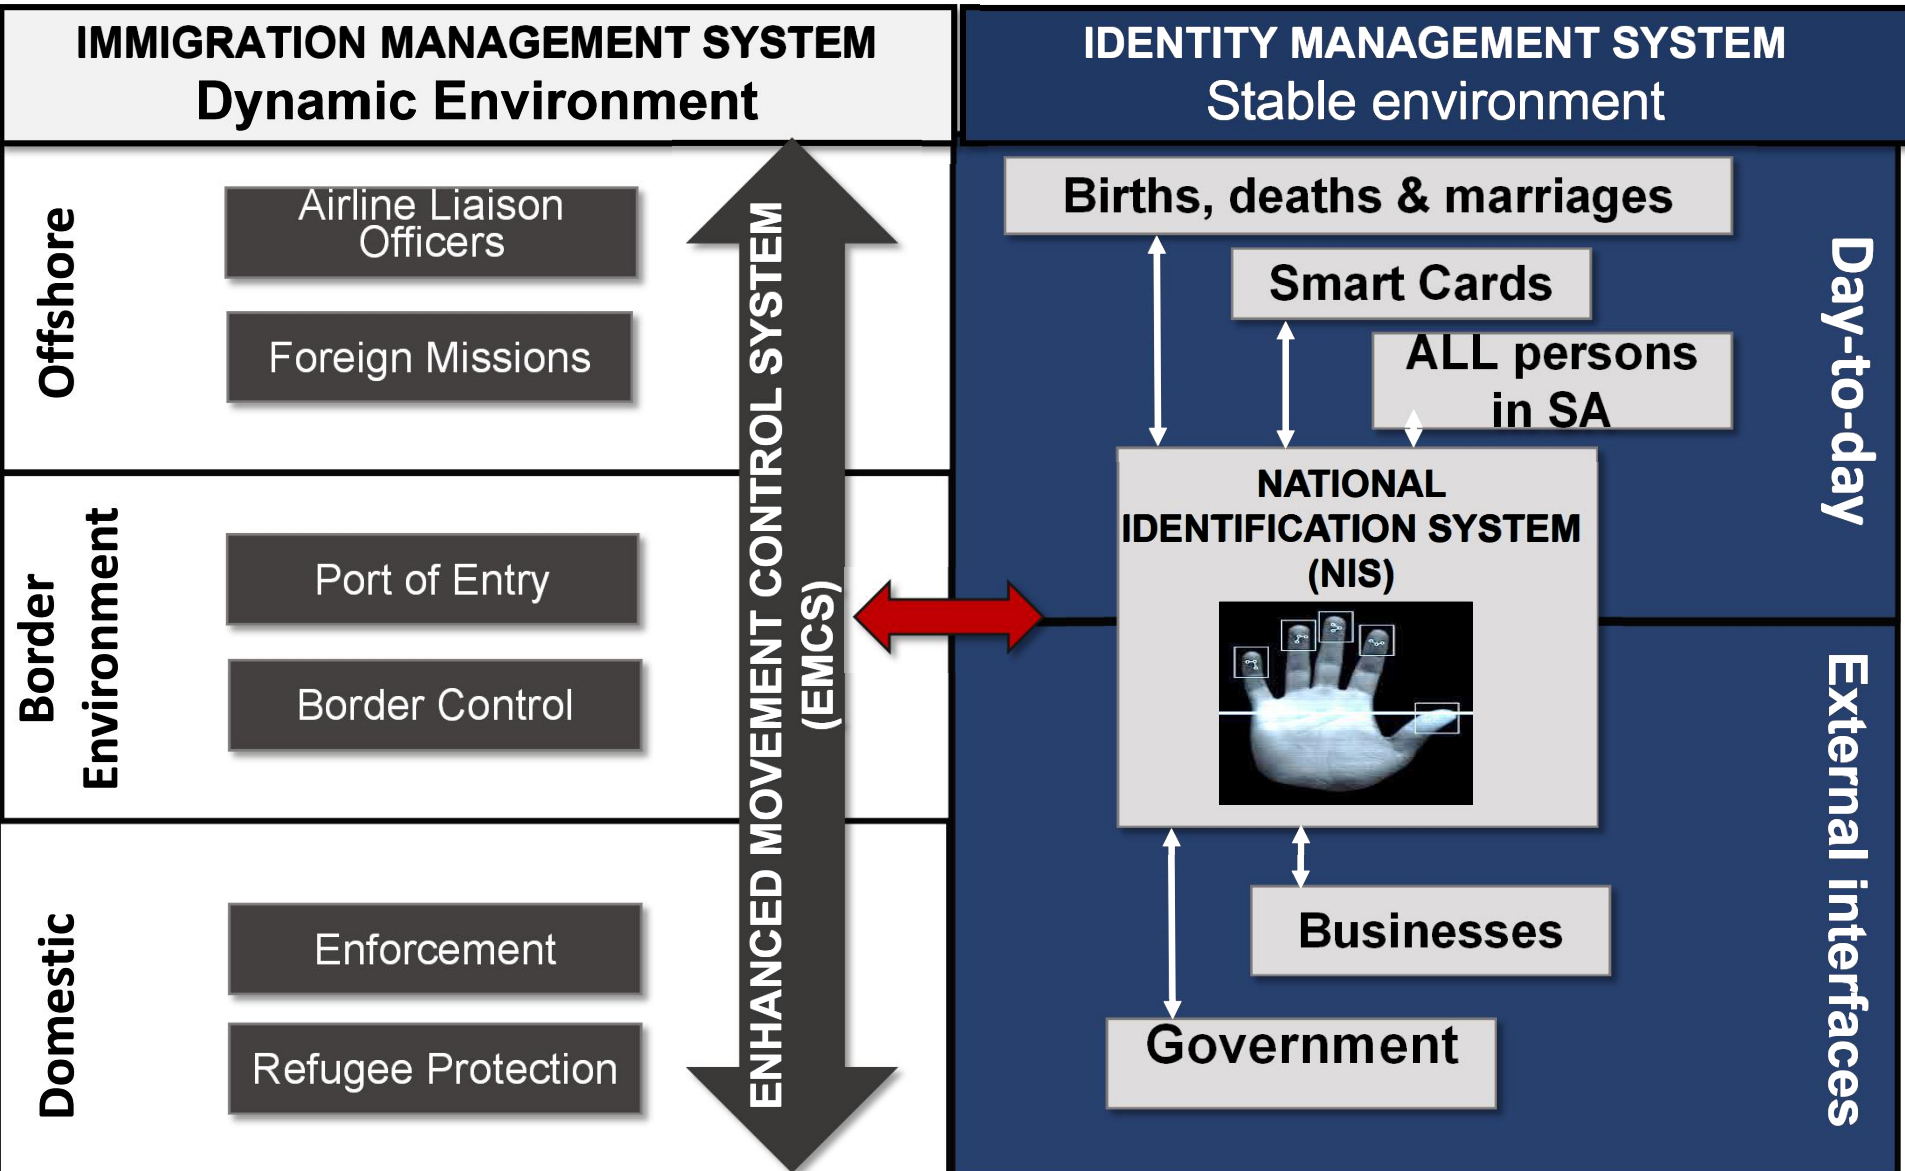 IMMIGRATION MANAGEMENT SYSTEM
Dynamic Environment
Offshore
Airline Liaison
Officers
Foreign Missions
Border
Environment
Port of Entry
Border Control
Domestic
Enforcement
Refugee Protection
ENHANCED MOVEMENT CONTROL SYSTEM
(EMCS)
IDENTITY MANAGEMENT SYSTEM
Stable environment
Births, deaths & marriages
Smart Cards
ALL persons
in SA
Day-to-day
NATIONAL
IDENTIFICATION SYSTEM
(NIS)
Businesses
Government
External interfaces